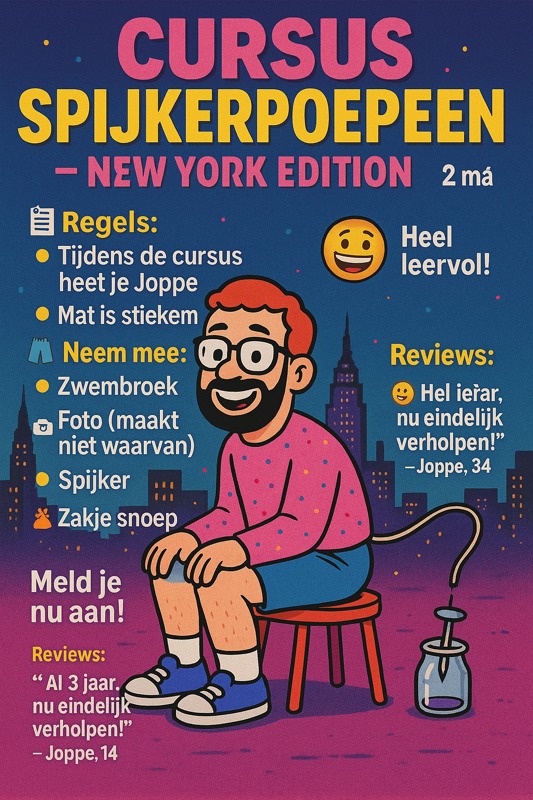 CURSUS
SPIJKERPOEPEEN
– NEW YORK EDITION
2 má
Regels:
Tijdens de cursus
heet je Joppe
Mat is stiekem
Neem mee:
Zwembroek
Foto (maakt
niet waarvan)
Spijker
Zakje snoep
Meld je
nu aan!
Reviews:
“ Al 3 jaar.
nu eindelijk
verholpen!”
– Joppe, 14
Heel
leervol!
Reviews:
Hel ier̃ar,
nu eindelijk
verholpen!”
– Joppe, 34